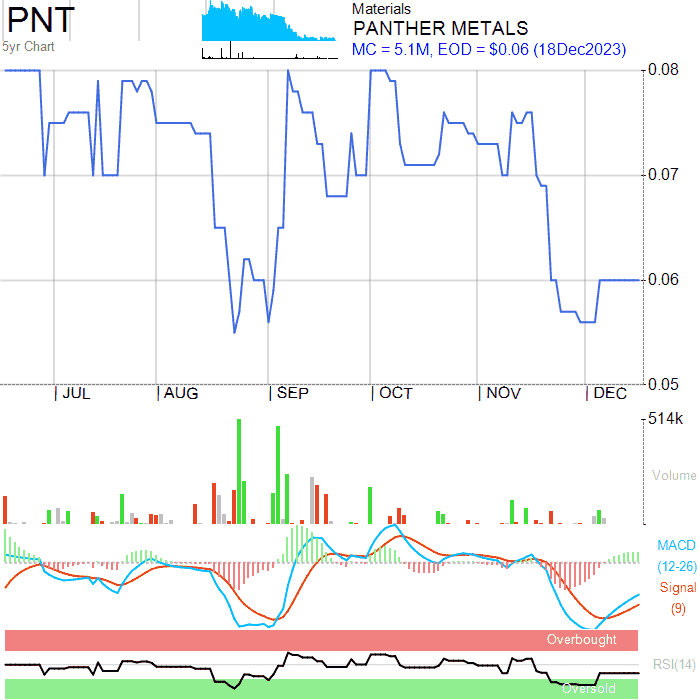 PNT
5yr Chart
Materials
PANTHER METALS
MC = 5.1M, EOD = $0.06 (18Dec2023)
0.08
0.07
0.06
0.05
JUL
AUG
SEP
OCT
NOV
DEC
514k
Volume
MACD
(12-26)
Signal
(9)
Overbought
RSI(14)
Oversold